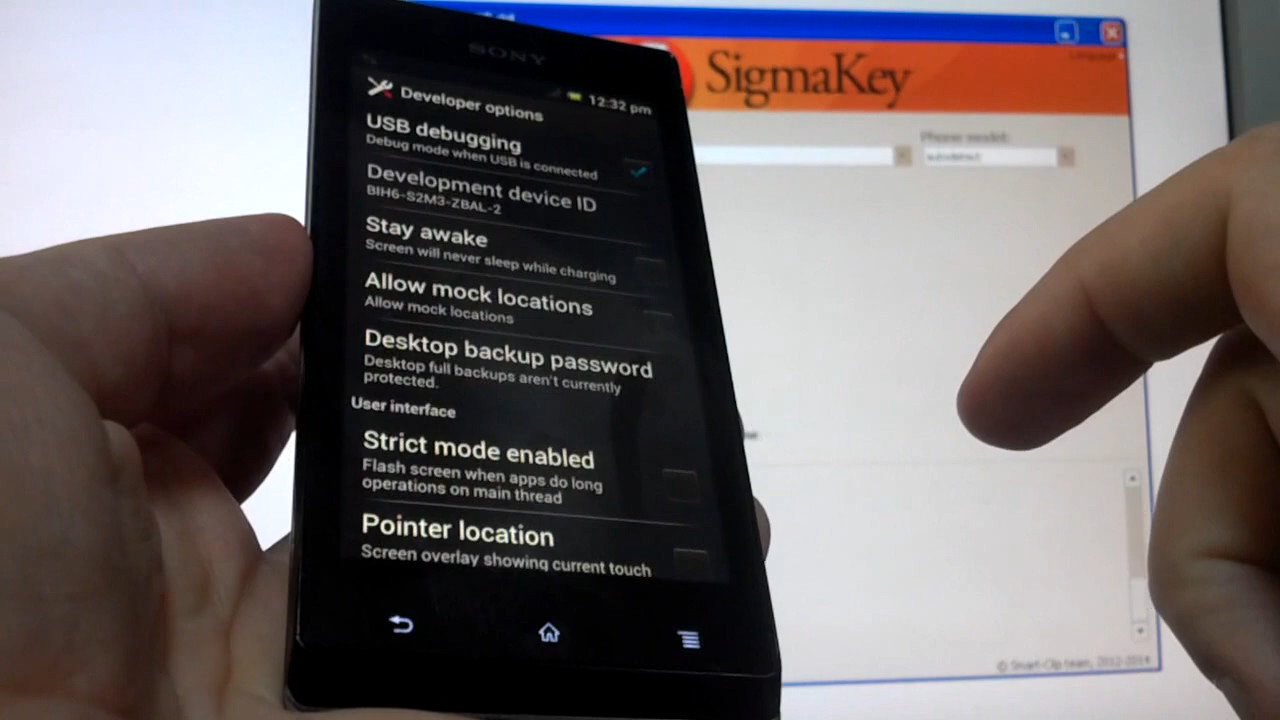 SONY
12:32 pm
Developer options
USB debugging
Debug mode when USB is connected
Development device ID
BIH6-S2M3-ZBAL-2
Stay awake
Screen will never sleep while charging
Allow mock locations
Allow mock locations
Desktop backup password
Desktop full backups aren't currently
protected.
User interface
Strict mode enabled
Flash screen when apps do long
operations on main thread
Pointer location
Screen overlay showing current touch
SigmaKey
Language
Phone model:
autodetect
© Smart-Clip team, 2012-2014